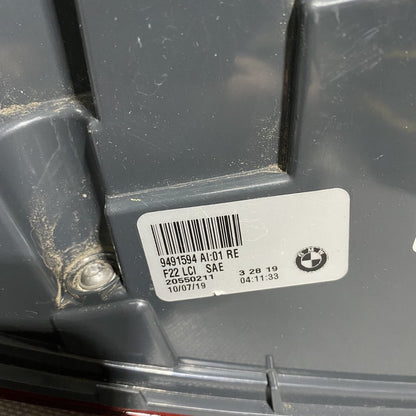 9491594 AI:01 RE
F22 LCI SAE
20550211 3 28 19
10/07/19 04:11:33